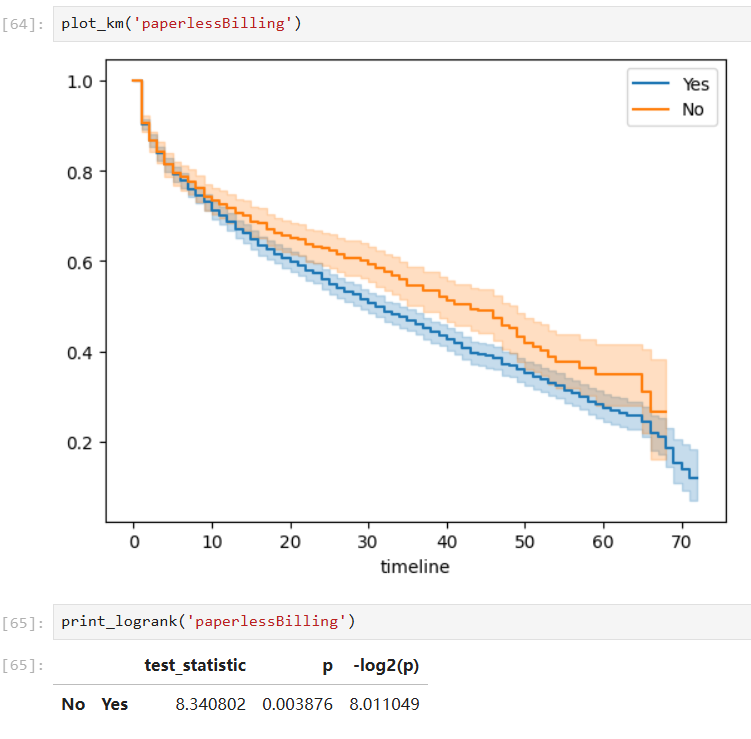 [64]: plot_km('paperlessBilling')
Yes
No
1.0
0.8
0.6
0.4
0.2
0 10 20 30 40 50 60 70
timeline
[65]: print_logrank('paperlessBilling')
[65]: test_statistic p -log2(p)
No Yes 8.340802 0.003876 8.011049